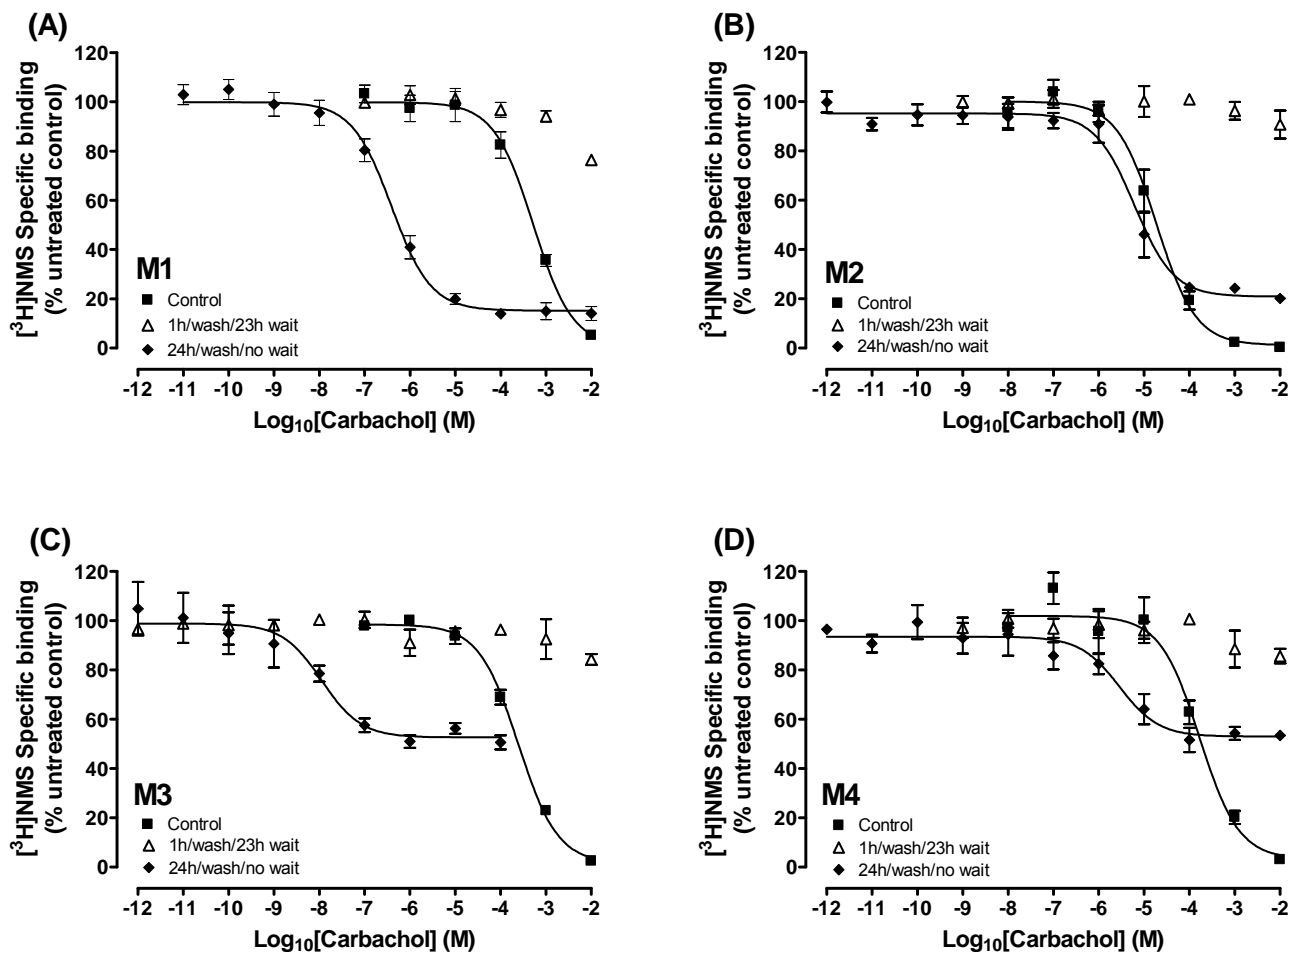 (A)
[³H]NMS Specific binding
(% untreated control)
120
100
80
60
40
20
0
M1
Control
1h/wash/23h wait
24h/wash/no wait
-12 -11 -10 -9 -8 -7 -6 -5 -4 -3 -2
Log₁₀[Carbachol] (M)
(B)
[³H]NMS Specific binding
(% untreated control)
120
100
80
60
40
20
0
M2
Control
1h/wash/23h wait
24h/wash/no wait
-12 -11 -10 -9 -8 -7 -6 -5 -4 -3 -2
Log₁₀[Carbachol] (M)
(C)
[³H]NMS Specific binding
(% untreated control)
120
100
80
60
40
20
0
M3
Control
1h/wash/23h wait
24h/wash/no wait
-12 -11 -10 -9 -8 -7 -6 -5 -4 -3 -2
Log₁₀[Carbachol] (M)
(D)
[³H]NMS Specific binding
(% untreated control)
120
100
80
60
40
20
0
M4
Control
1h/wash/23h wait
24h/wash/no wait
-12 -11 -10 -9 -8 -7 -6 -5 -4 -3 -2
Log₁₀[Carbachol] (M)